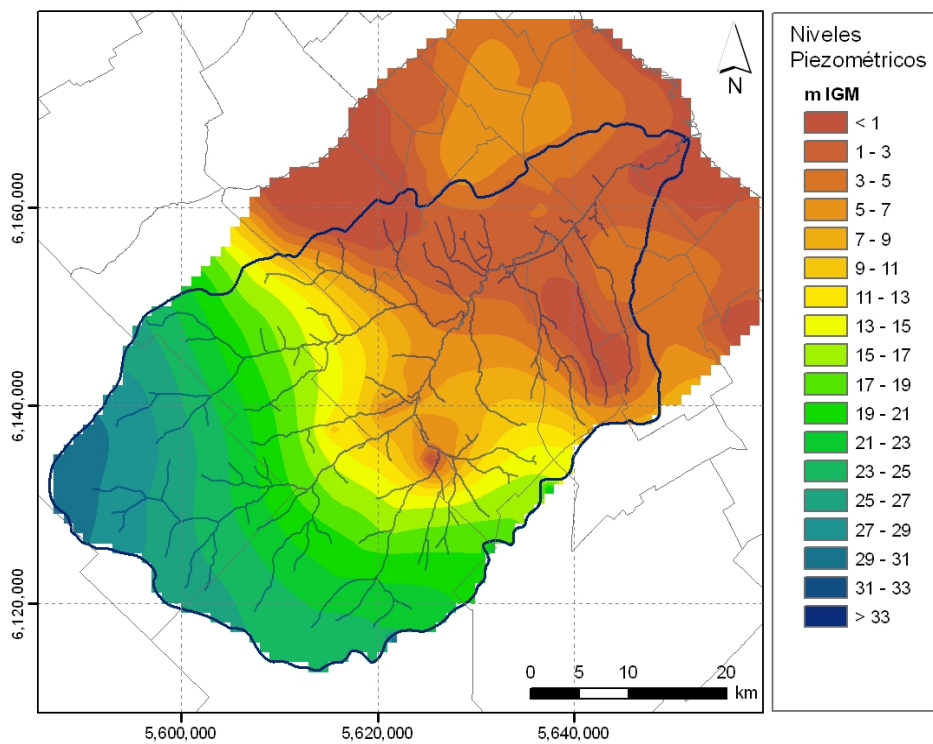 Niveles
Piezométricos
m IGM
< 1
1 - 3
3 - 5
5 - 7
7 - 9
9 - 11
11 - 13
13 - 15
15 - 17
17 - 19
19 - 21
21 - 23
23 - 25
25 - 27
27 - 29
29 - 31
31 - 33
> 33
N
6,160,000
6,140,000
6,120,000
0 5 10 20
km
5,600,000 5,620,000 5,640,000